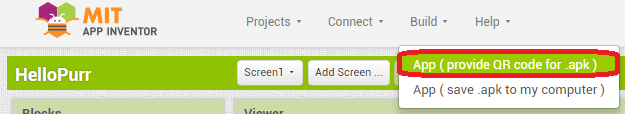 MIT
APP INVENTOR
Projects Connect Build Help
HelloPurr Screen1 Add Screen ...
App ( provide QR code for .apk )
App ( save .apk to my computer )
Blocks Viewer